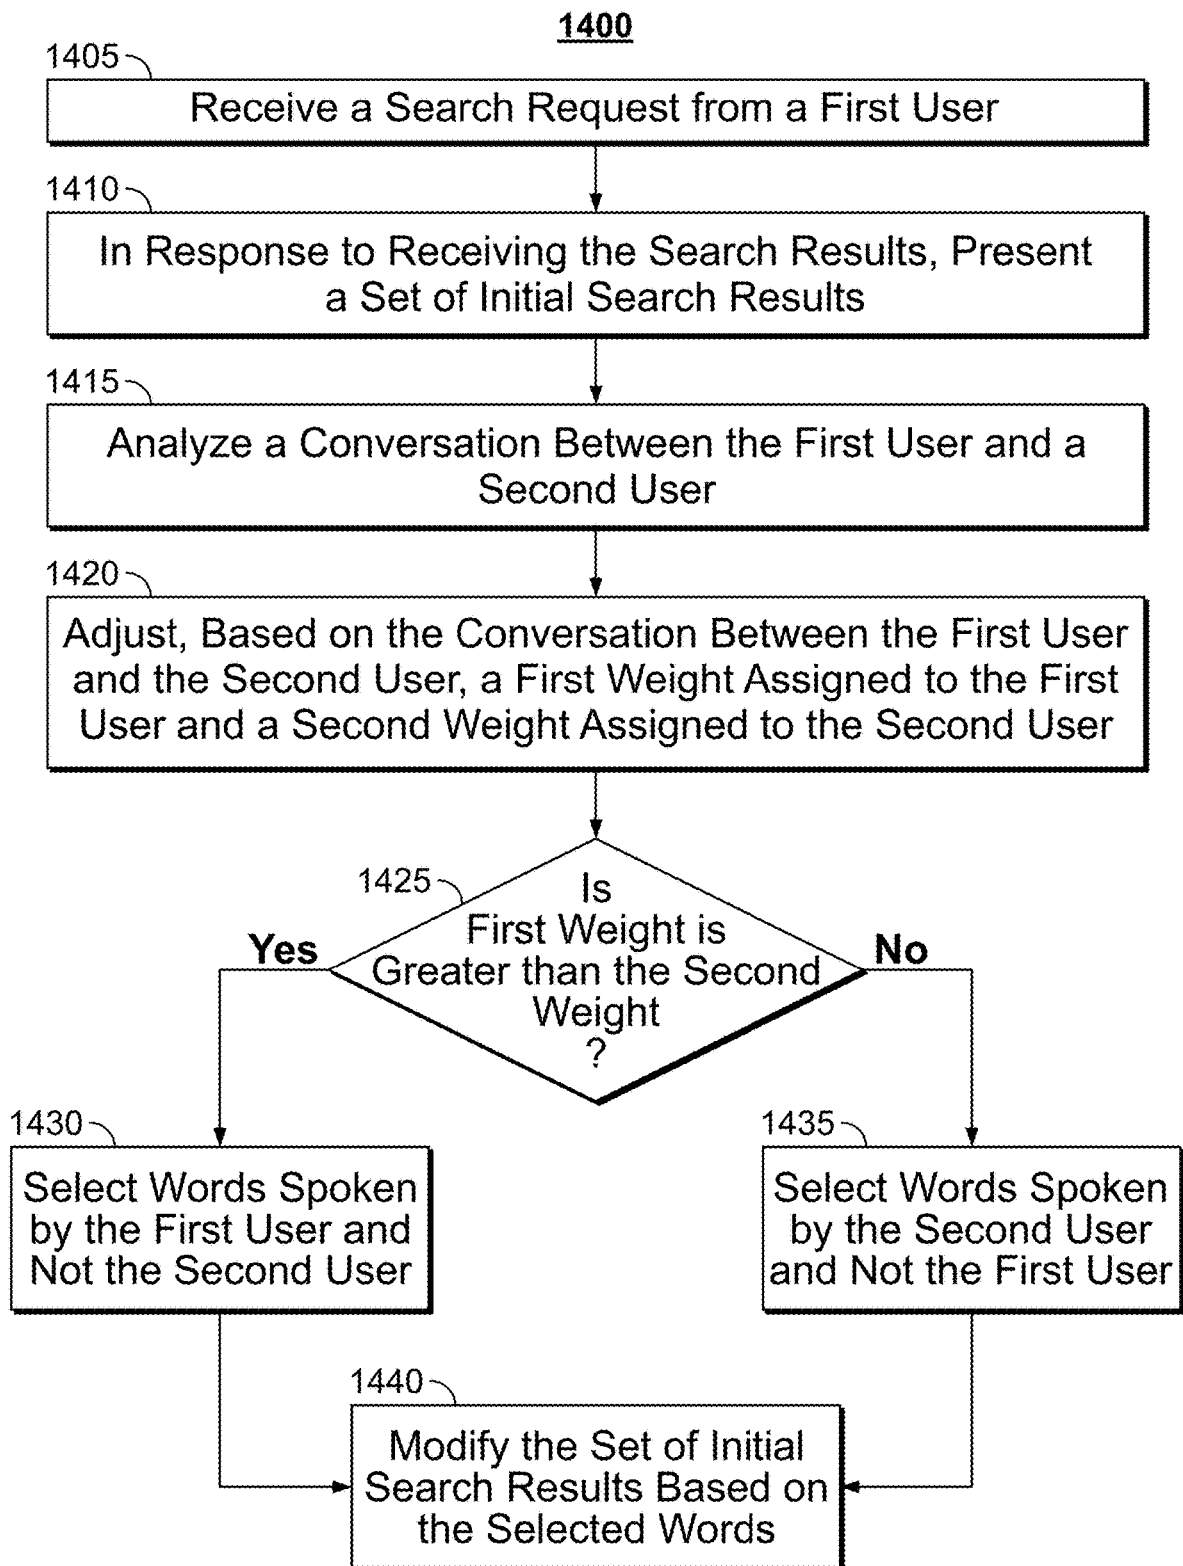 1400
1405
Receive a Search Request from a First User
1410
In Response to Receiving the Search Results, Present
a Set of Initial Search Results
1415
Analyze a Conversation Between the First User and a
Second User
1420
Adjust, Based on the Conversation Between the First User
and the Second User, a First Weight Assigned to the First
User and a Second Weight Assigned to the Second User
1425
Is
First Weight is
Greater than the Second
Weight
?
Yes
No
1430
Select Words Spoken
by the First User and
Not the Second User
1435
Select Words Spoken
by the Second User
and Not the First User
1440
Modify the Set of Initial
Search Results Based on
the Selected Words